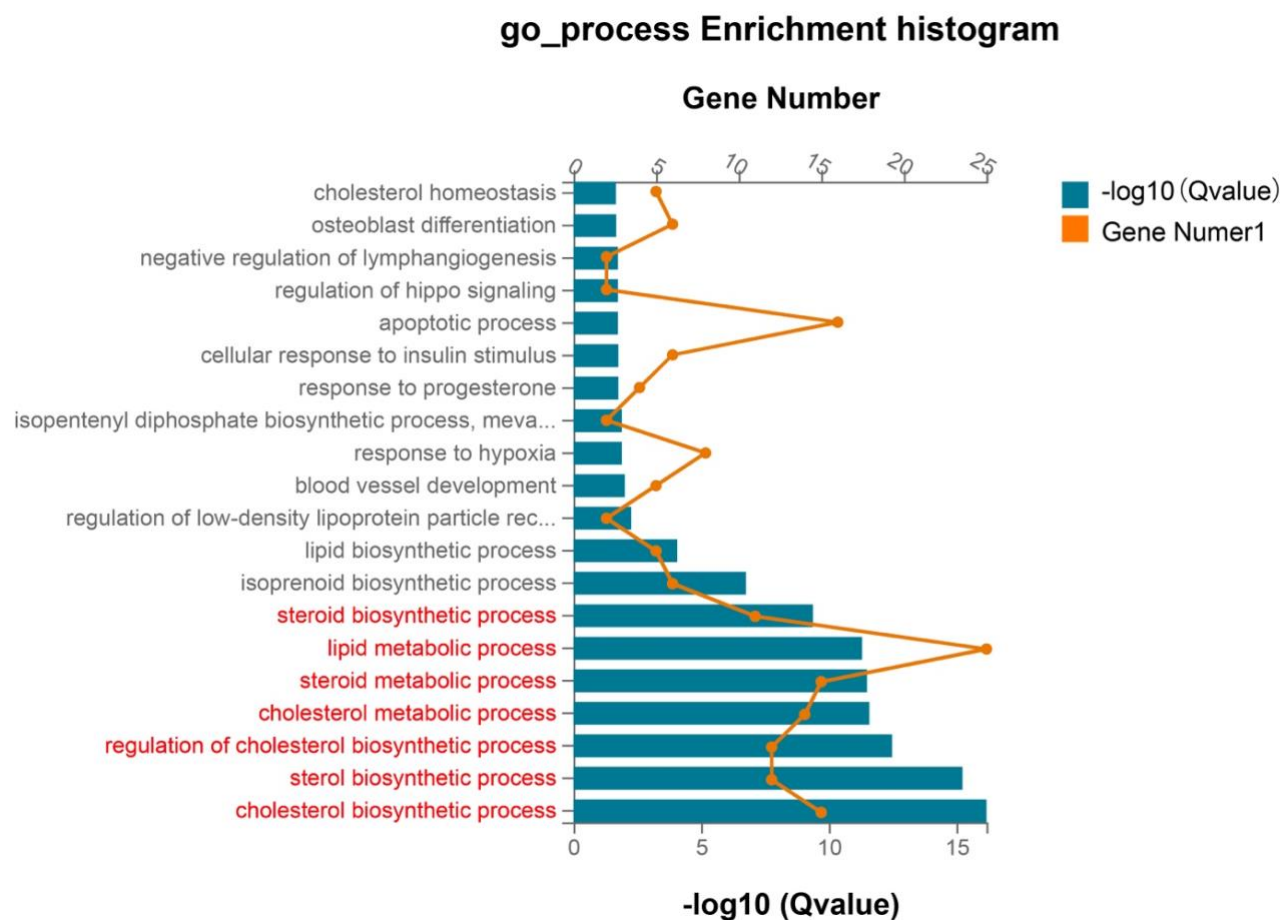 go_process Enrichment histogram
Gene Number
0 5 10 15 20 25
-log10（Qvalue）
Gene Numer1
cholesterol homeostasis
osteoblast differentiation
negative regulation of lymphangiogenesis
regulation of hippo signaling
apoptotic process
cellular response to insulin stimulus
response to progesterone
isopentenyl diphosphate biosynthetic process, meva...
response to hypoxia
blood vessel development
regulation of low-density lipoprotein particle rec...
lipid biosynthetic process
isoprenoid biosynthetic process
steroid biosynthetic process
lipid metabolic process
steroid metabolic process
cholesterol metabolic process
regulation of cholesterol biosynthetic process
sterol biosynthetic process
cholesterol biosynthetic process
0 5 10 15
-log10 (Qvalue)